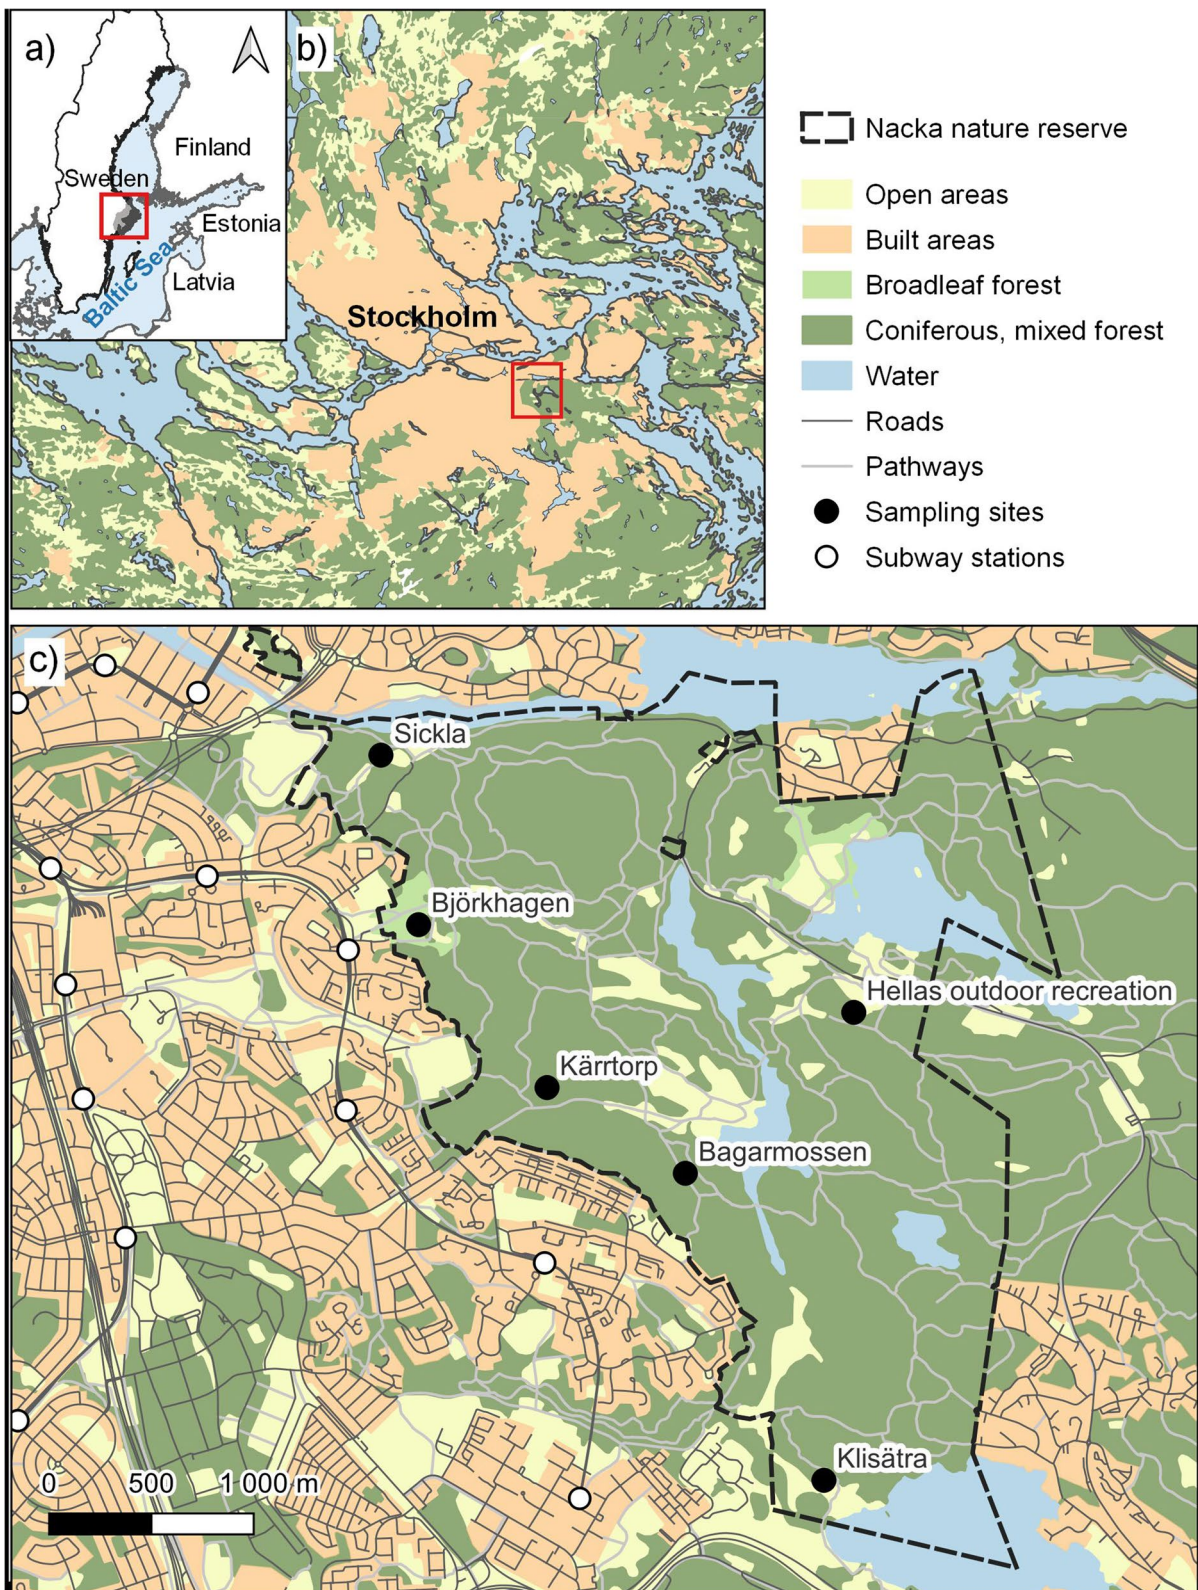 a)
Finland
Sweden
Estonia
Latvia
Baltic Sea
b)
Stockholm
Nacka nature reserve
Open areas
Built areas
Broadleaf forest
Coniferous, mixed forest
Water
Roads
Pathways
Sampling sites
Subway stations
c)
Sickla
Björkhagen
Hellas outdoor recreation
Kärrtorp
Bagarmossen
Klisätra
0 500 1 000 m